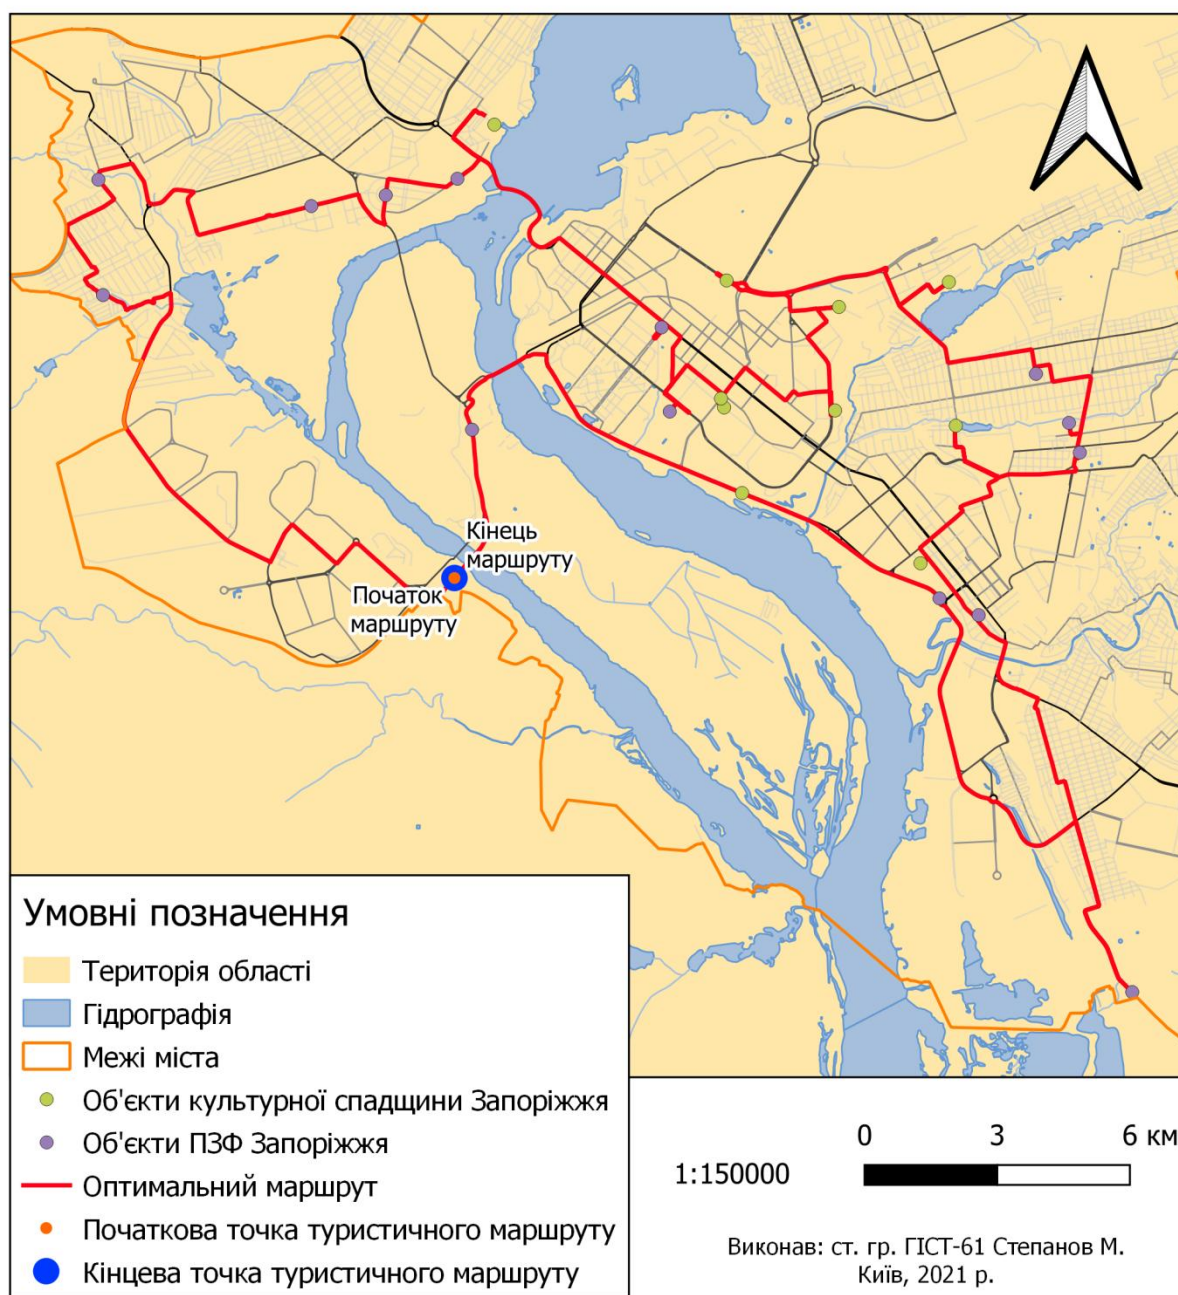 Кінець
маршруту
Початок
маршруту
Умовні позначення
Територія області
Гідрографія
Межі міста
Об'єкти культурної спадщини Запоріжжя
Об'єкти ПЗФ Запоріжжя
Оптимальний маршрут
Початкова точка туристичного маршруту
Кінцева точка туристичного маршруту
0 3 6 км
1:150000
Виконав: ст. гр. ГІСТ-61 Степанов М.
Київ, 2021 р.